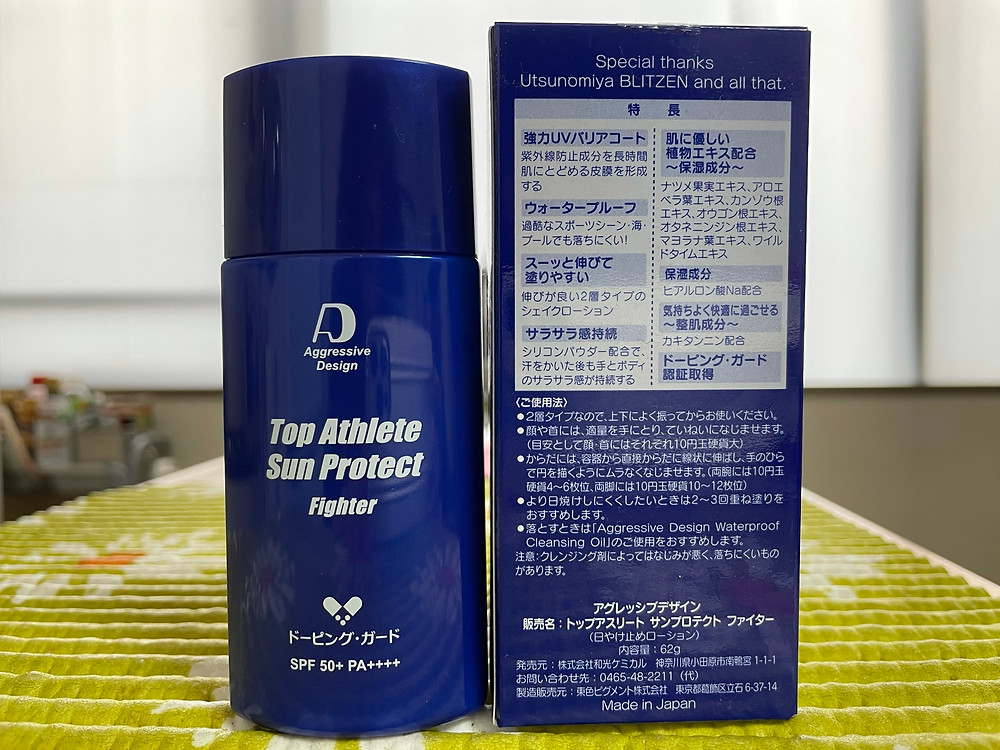 Aggressive
Design
Top Athlete
Sun Protect
Fighter
ドーピング・ガード
SPF 50+ PA++++
Special thanks
Utsunomiya BLITZEN and all that.
特 長
強力UVバリアコート
紫外線防止成分を長時間
肌にとどめる皮膜を形成
する
ウォータープルーフ
過酷なスポーツシーン・海・
プールでも落ちにくい!
スーッと伸びて
塗りやすい
伸びが良い2層タイプの
シェイクローション
サラサラ感持続
シリコンパウダー配合で、
汗をかいた後も手とボディ
のサラサラ感が持続する
肌に優しい
植物エキス配合
〜保湿成分〜
ナツメ果実エキス、アロエ
ベラ葉エキス、カンゾウ根
エキス、オウゴン根エキス、
オタネニンジン根エキス、
マヨラナ葉エキス、ワイル
ドタイムエキス
保湿成分
ヒアルロン酸Na配合
気持ちよく快適に過ごせる
〜整肌成分〜
カキタンニン配合
ドーピング・ガード
認証取得
〈ご使用法〉
●2層タイプなので、上下によく振ってからお使いください。
●顔や首には、適量を手にとり、ていねいになじませます。
(目安として顔・首にはそれぞれ10円玉硬貨大)
●からだには、容器から直接からだに線状に伸ばし、手のひら
で円を描くようにムラなくなじませます。(両腕には10円玉
硬貨4〜6枚位、両脚には10円玉硬貨10〜12枚位)
●より日焼けしにくくしたいときは2〜3回重ね塗りを
おすすめします。
●落とすときは「Aggressive Design Waterproof
Cleansing Oil」のご使用をおすすめします。
注意:クレンジング剤によってはなじみが悪く、落ちにくいもの
があります。
アグレッシブデザイン
販売名:トップアスリート サンプロテクト ファイター
(日やけ止めローション)
内容量:62g
発売元:株式会社和光ケミカル 神奈川県小田原市南鴨宮 1-1-1
お問い合わせ先:0465-48-2211(代)
製造販売元:東色ピグメント株式会社 東京都葛飾区立石 6-37-14
Made in Japan